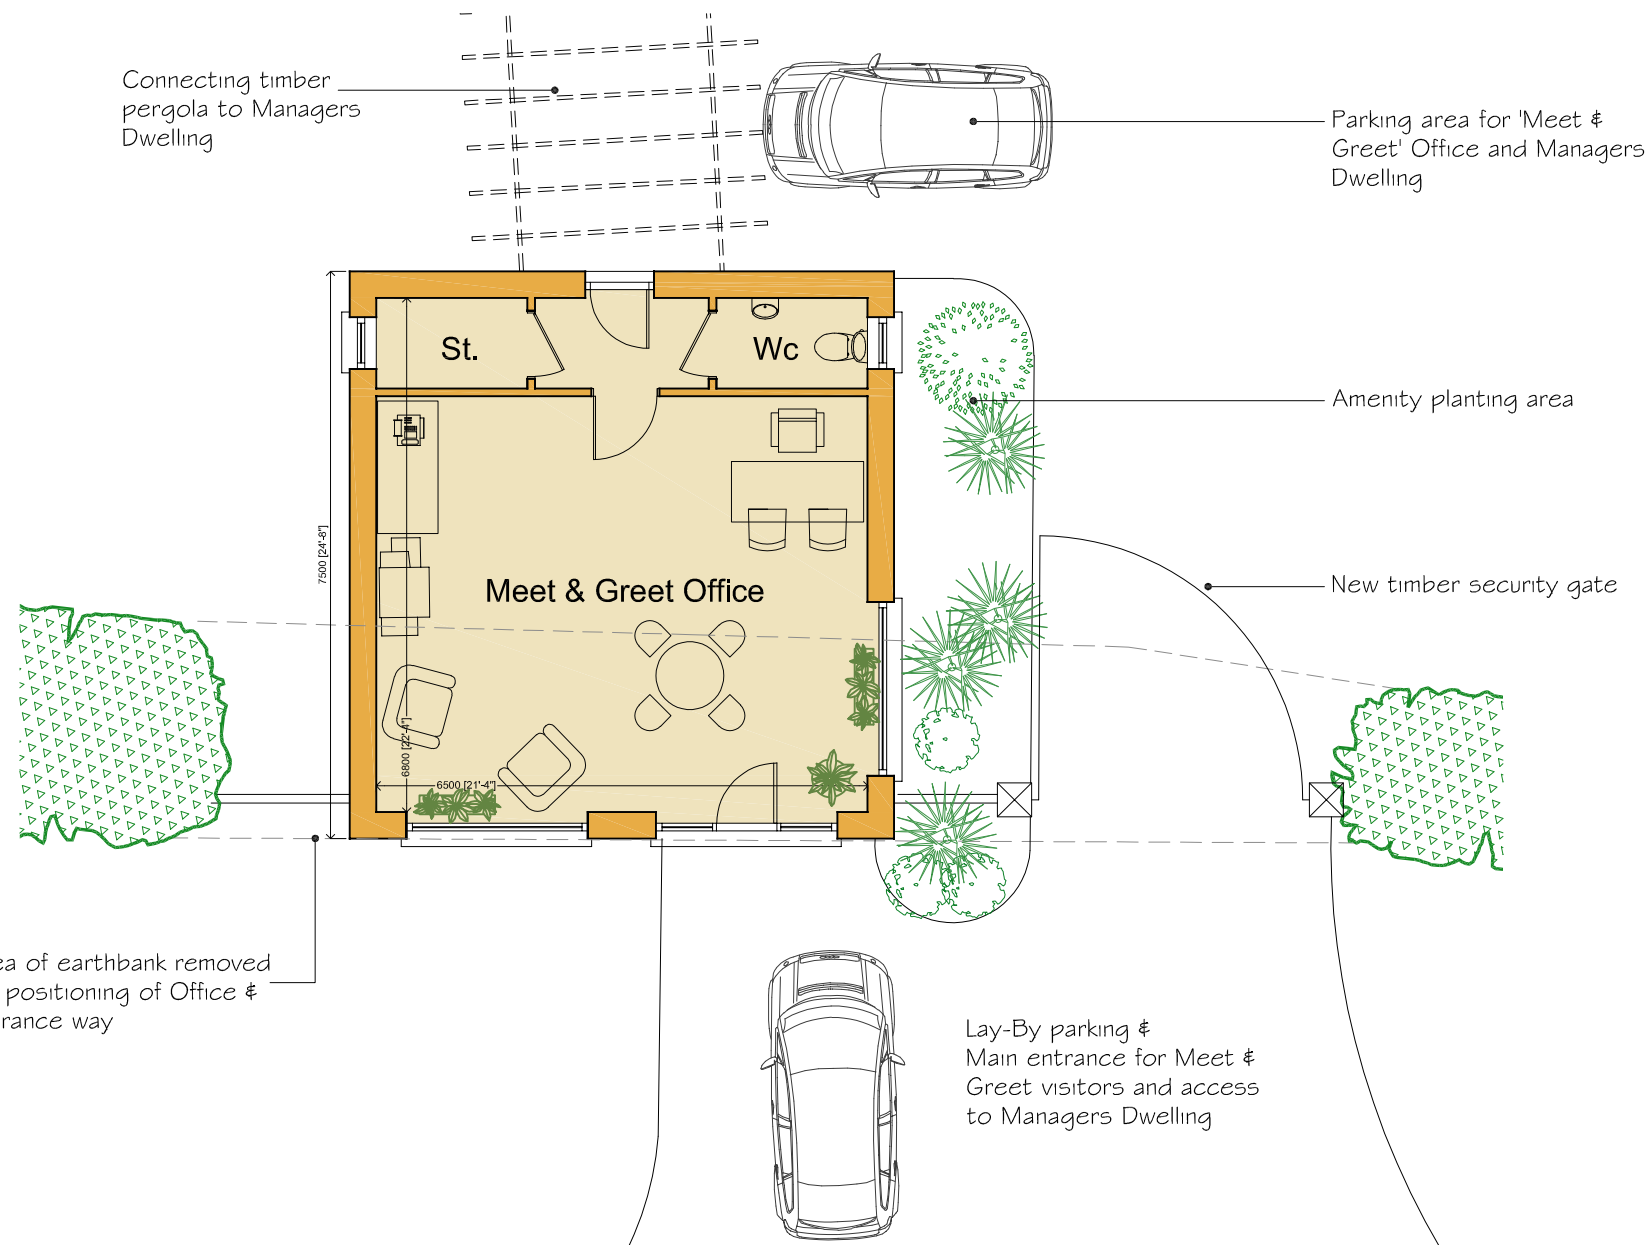 Connecting timber
pergola to Managers
Dwelling
Parking area for 'Meet &
Greet' Office and Managers
Dwelling
St.
Wc
Amenity planting area
7500 [24'-8"]
Meet & Greet Office
New timber security gate
6800 [22'-4"]
6500 [21'-4"]
of earthbank removed
positioning of Office &
way
Lay-By parking &
Main entrance for Meet &
Greet visitors and access
to Managers Dwelling